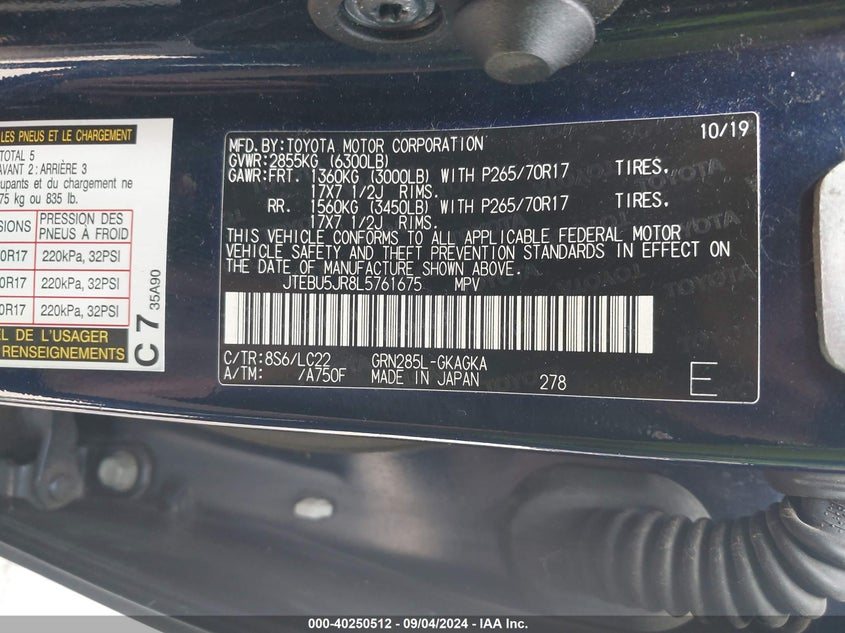 LES PNEUS ET LE CHARGEMENT
TOTAL 5
AVANT 2 : ARRIÈRE 3
cupants et du chargement ne
75 kg ou 835 lb.
SIONS PRESSION DES
PNEUS À FROID
0R17 220kPa, 32PSI
0R17 220kPa, 32PSI
0R17 220kPa, 32PSI
EL DE L'USAGER
RENSEIGNEMENTS
C 7 35A90
MFD.BY:TOYOTA MOTOR CORPORATION 10/19
GVWR:2855KG (6300LB)
GAWR:FRT. 1360KG (3000LB) WITH P265/70R17 TIRES.
17X7 1/2J RIMS.
RR. 1560KG (3450LB) WITH P265/70R17 TIRES.
17X7 1/2J RIMS.
THIS VEHICLE CONFORMS TO ALL APPLICABLE FEDERAL MOTOR
VEHICLE SAFETY AND THEFT PREVENTION STANDARDS IN EFFECT ON
THE DATE OF MANUFACTURE SHOWN ABOVE.
JTEBU5JR8L5761675 MPV
C/TR:8S6/LC22 GRN285L-GKAGKA
A/TM: /A750F MADE IN JAPAN 278 E
000-40250512 - 09/04/2024 - IAA Inc.